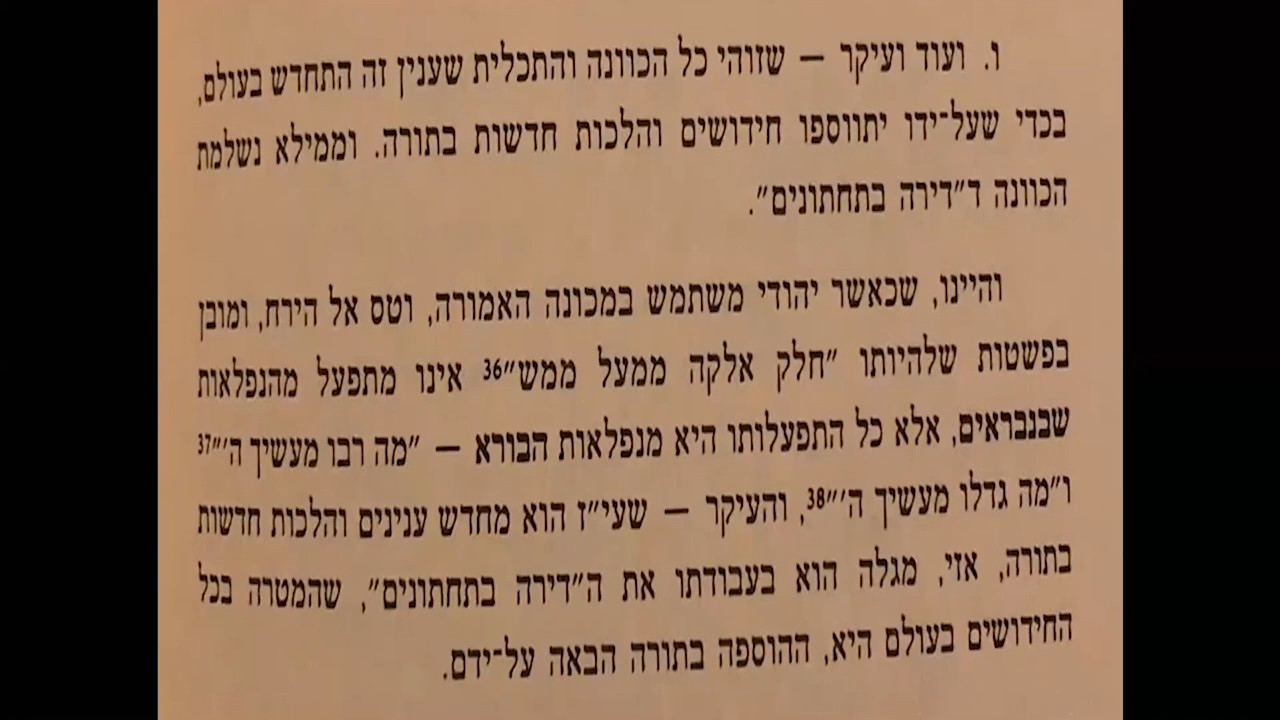 ו. ועוד ועיקר — שזוהי כל הכוונה והתכלית שענין זה התחדש בעולם,
בכדי שעל־ידו יתווספו חידושים והלכות חדשות בתורה. וממילא נשלמת
הכוונה ד״דירה בתחתונים״.
והיינו, שכאשר יהודי משתמש במכונה האמורה, וטס אל הירח, ומובן
בפשטות שלהיותו ״חלק אלקה ממעל ממש״36 אינו מתפעל מהנפלאות
שבנבראים, אלא כל התפעלותו היא מנפלאות הבורא — ״מה רבו מעשיך ה׳״37
ו״מה גדלו מעשיך ה׳״38, והעיקר — שעי״ז הוא מחדש ענינים והלכות חדשות
בתורה, אזי, מגלה הוא בעבודתו את ה״דירה בתחתונים״, שהמטרה בכל
החידושים בעולם היא, ההוספה בתורה הבאה על־ידם.